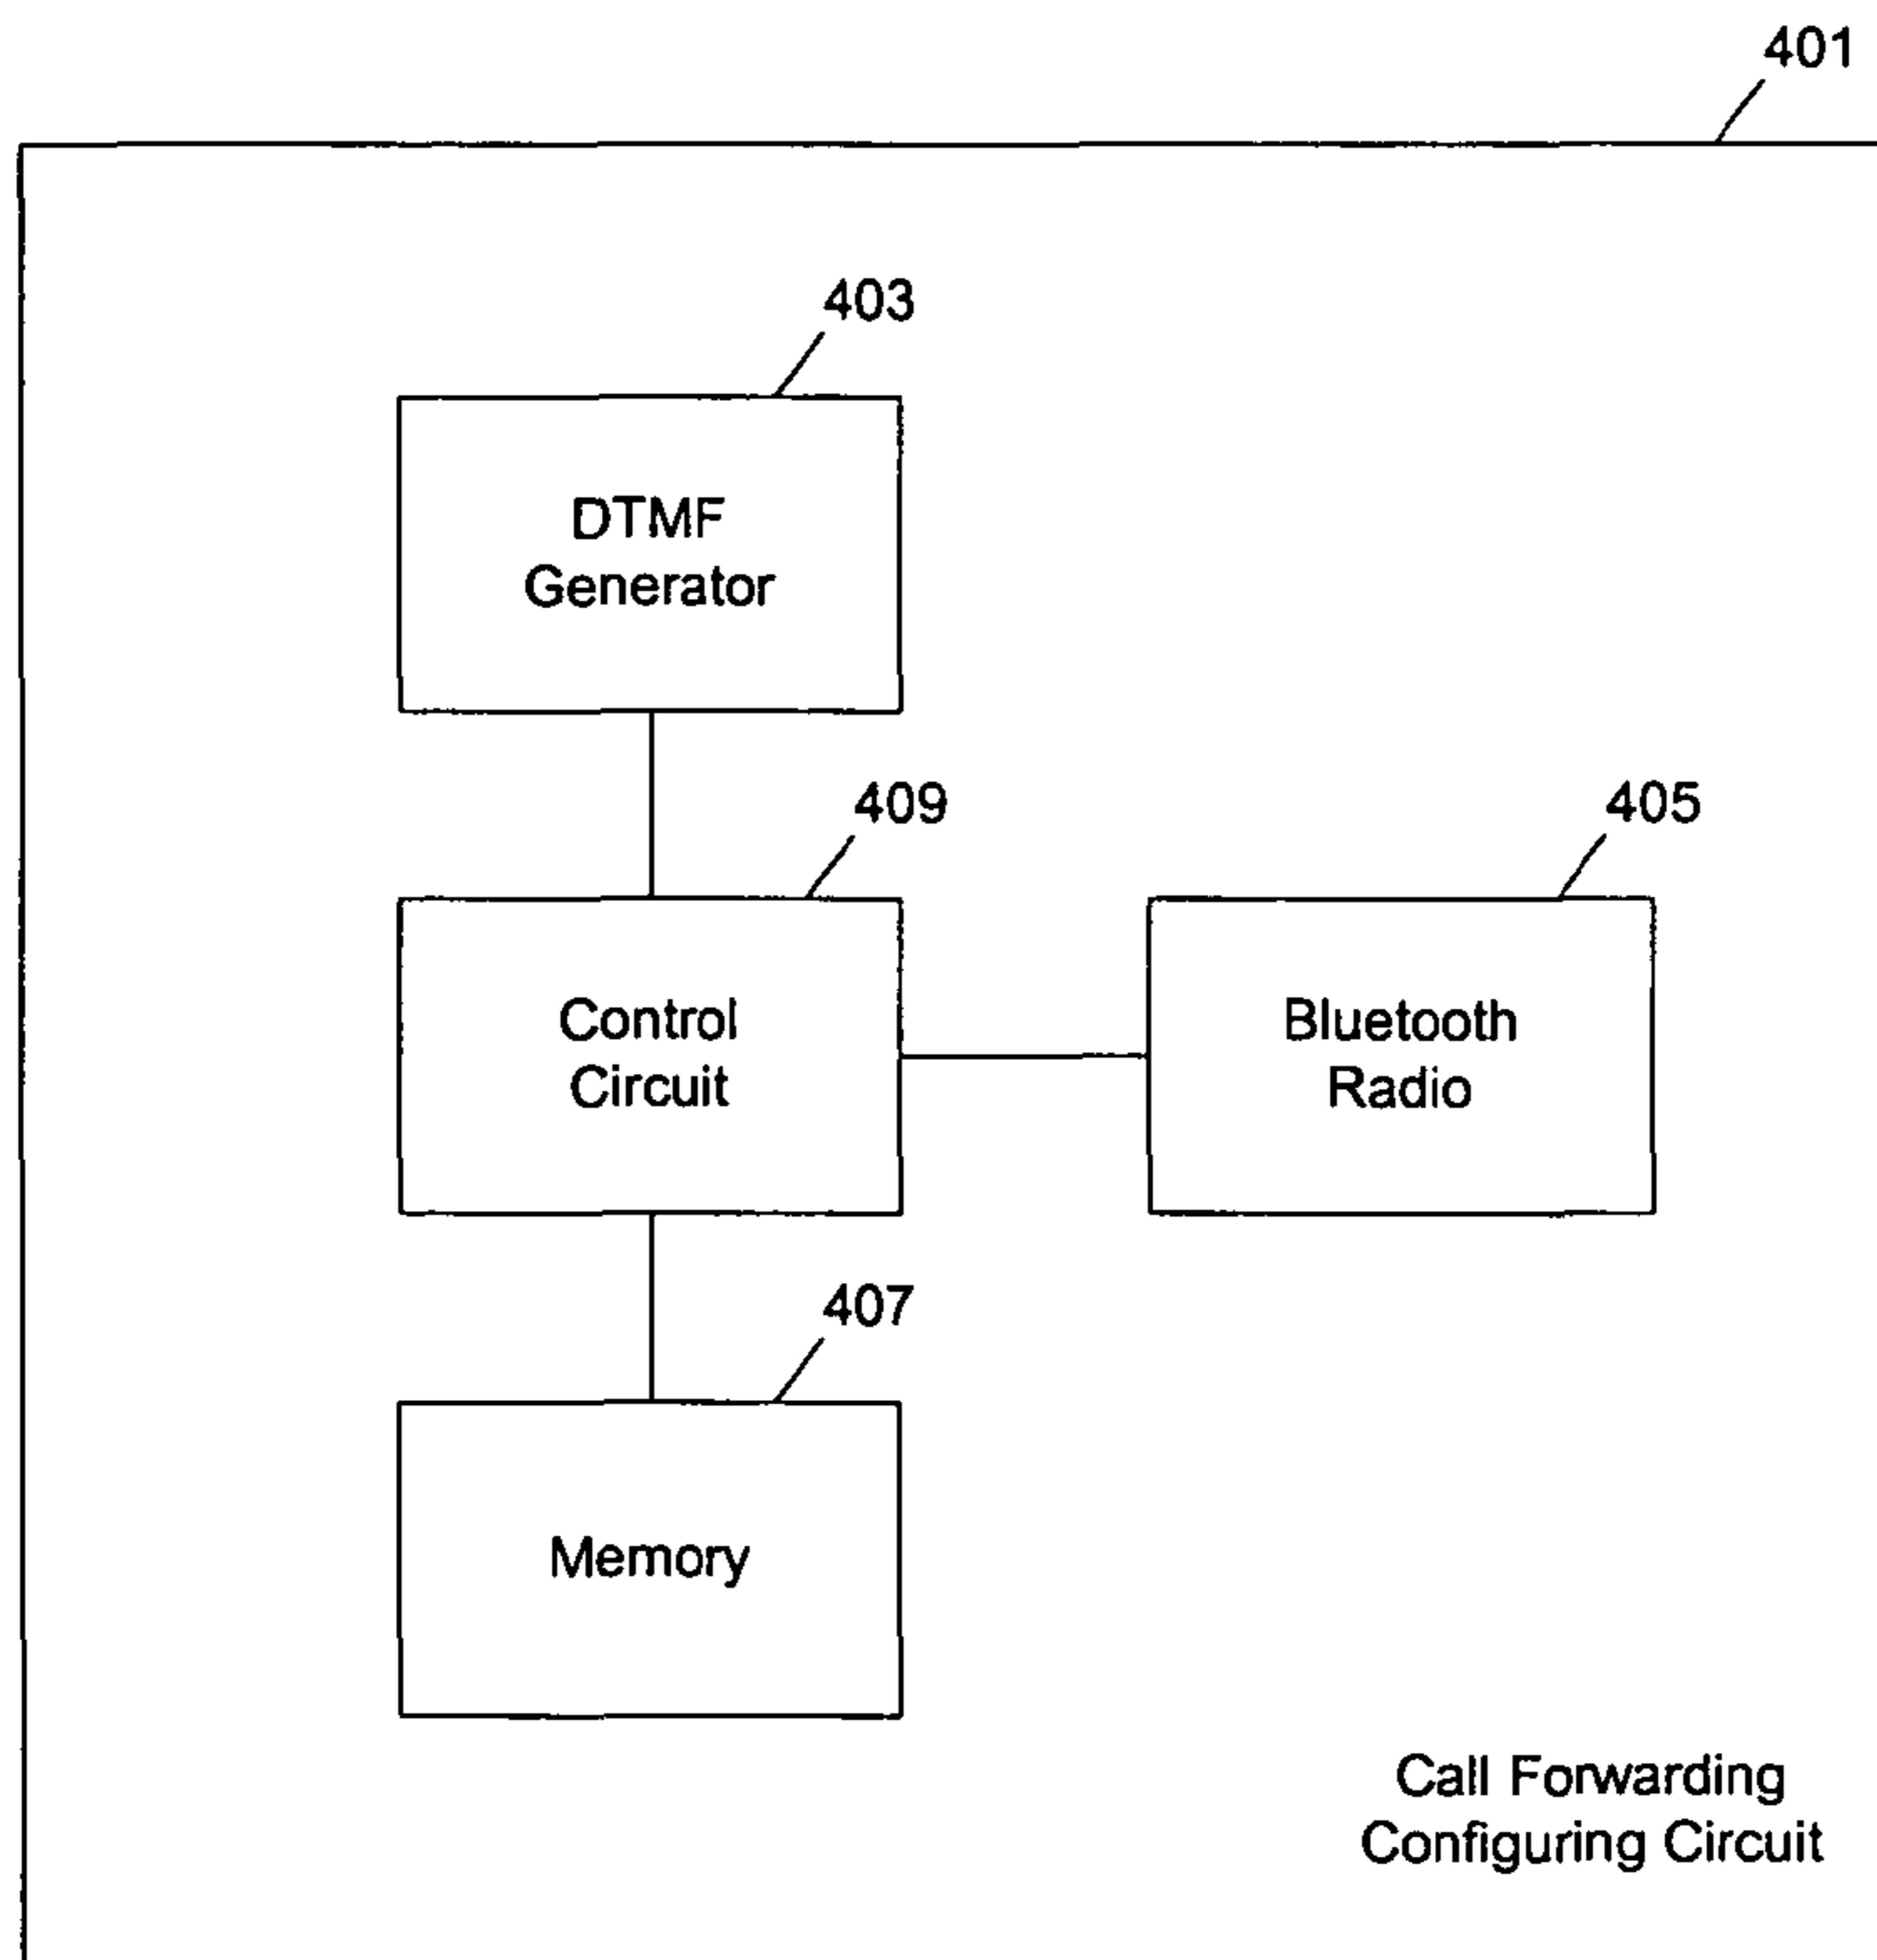 401
403
DTMF
Generator
409
405
Control
Circuit
Bluetooth
Radio
407
Memory
Call Forwarding
Configuring Circuit